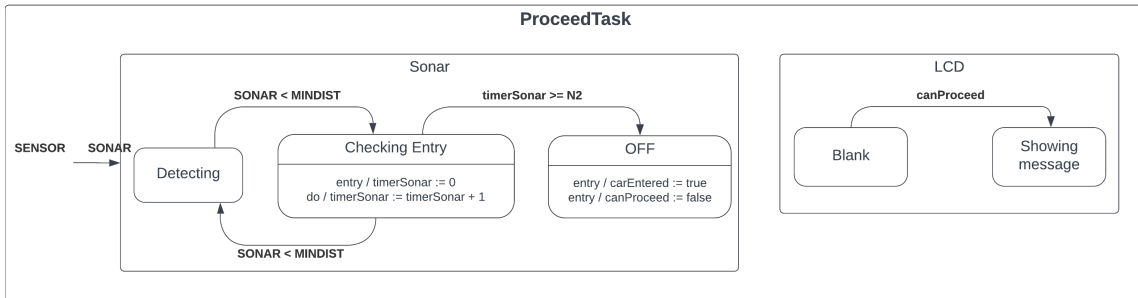 ProceedTask
Sonar
LCD
SONAR < MINDIST
timerSonar >= N2
canProceed
SENSOR
SONAR
Detecting
Checking Entry
entry / timerSonar := 0
do / timerSonar := timerSonar + 1
OFF
entry / carEntered := true
entry / canProceed := false
Blank
Showing
message
SONAR < MINDIST